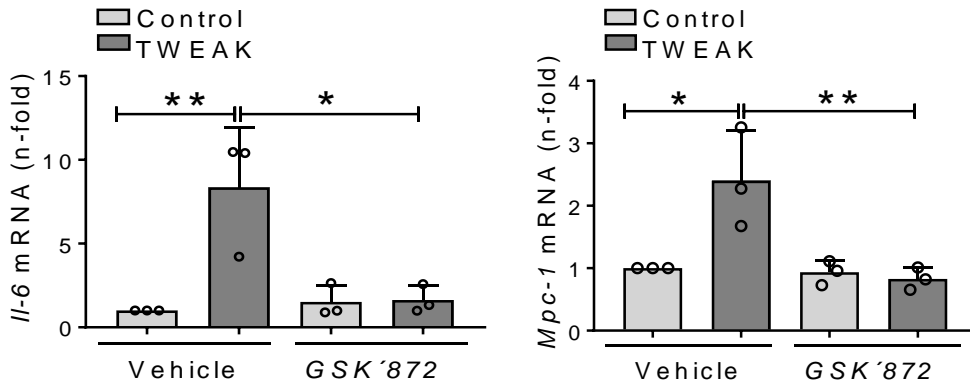 Control
TWEAK
Il-6 mRNA (n-fold)
15
10
5
0
**
*
Vehicle
GSK´872
Control
TWEAK
Mpc-1 mRNA (n-fold)
4
3
2
1
0
*
**
Vehicle
GSK´872